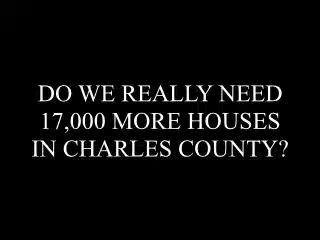 DO WE REALLY NEED
17,000 MORE HOUSES
IN CHARLES COUNTY?